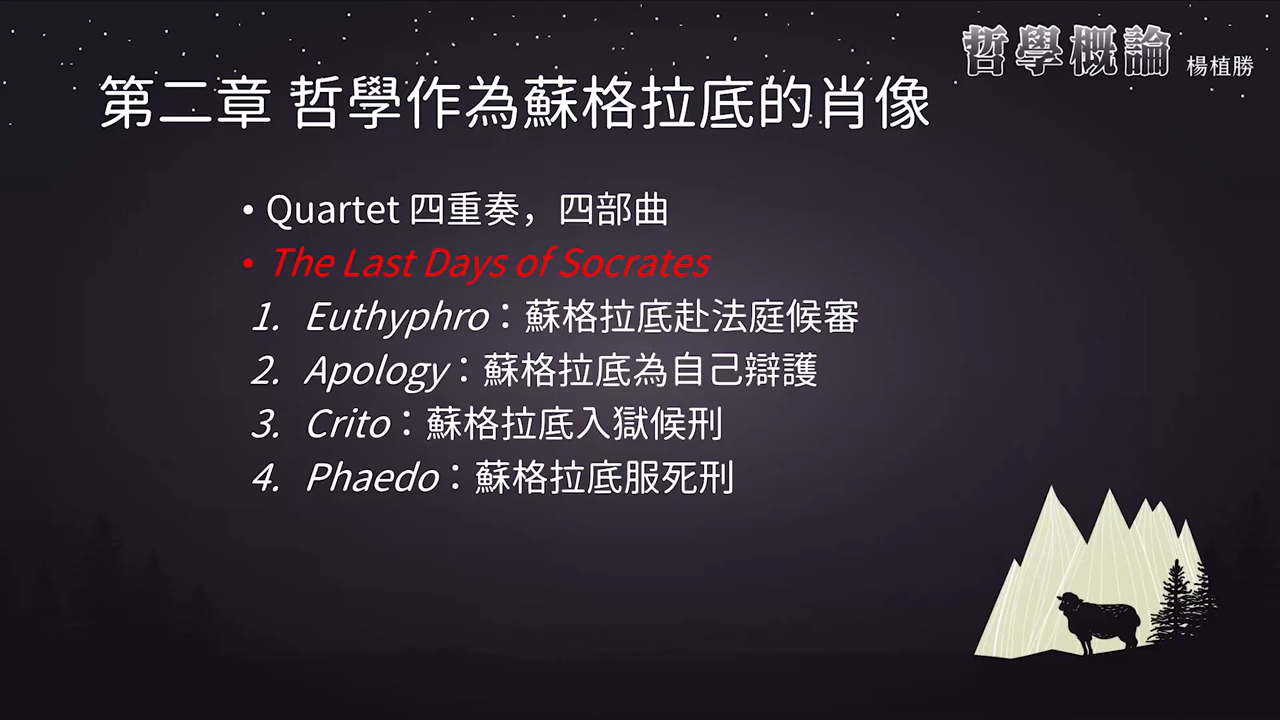 哲學概論 楊植勝
第二章 哲學作為蘇格拉底的肖像
• Quartet 四重奏，四部曲
• The Last Days of Socrates
1. Euthyphro：蘇格拉底赴法庭候審
2. Apology：蘇格拉底為自己辯護
3. Crito：蘇格拉底入獄候刑
4. Phaedo：蘇格拉底服死刑